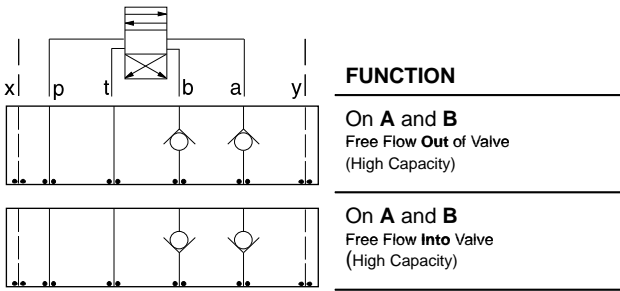 x p t b a y
FUNCTION
On A and B
Free Flow Out of Valve
(High Capacity)
On A and B
Free Flow Into Valve
(High Capacity)